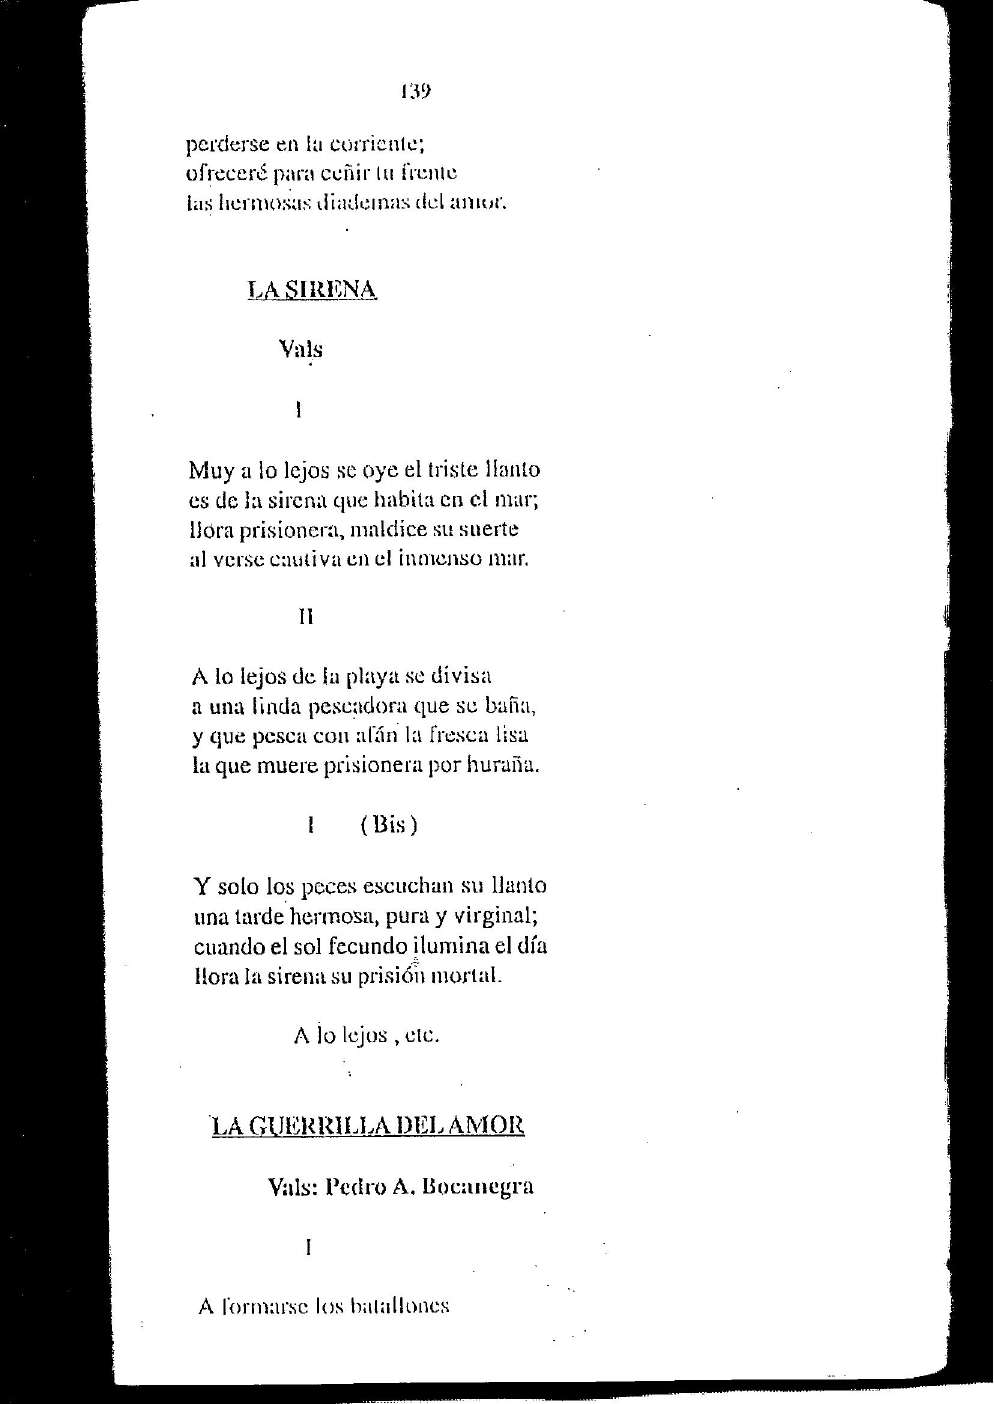 139
perderse en la corriente;
ofreceré para ceñir tu frente
las hermosas diademas del amor.
LA SIRENA
Vals
I
Muy a lo lejos se oye el triste llanto
es de la sirena que habita en el mar;
llora prisionera, maldice su suerte
al verse cautiva en el inmenso mar.
II
A lo lejos de la playa se divisa
a una linda pescadora que se baña,
y que pesca con afán la fresca lisa
la que muere prisionera por huraña.
I (Bis)
Y solo los peces escuchan su llanto
una tarde hermosa, pura y virginal;
cuando el sol fecundo ilumina el día
llora la sirena su prisión mortal.
A lo lejos , etc.
LA GUERRILLA DEL AMOR
Vals: Pedro A. Bocanegra
I
A formarse los batallones